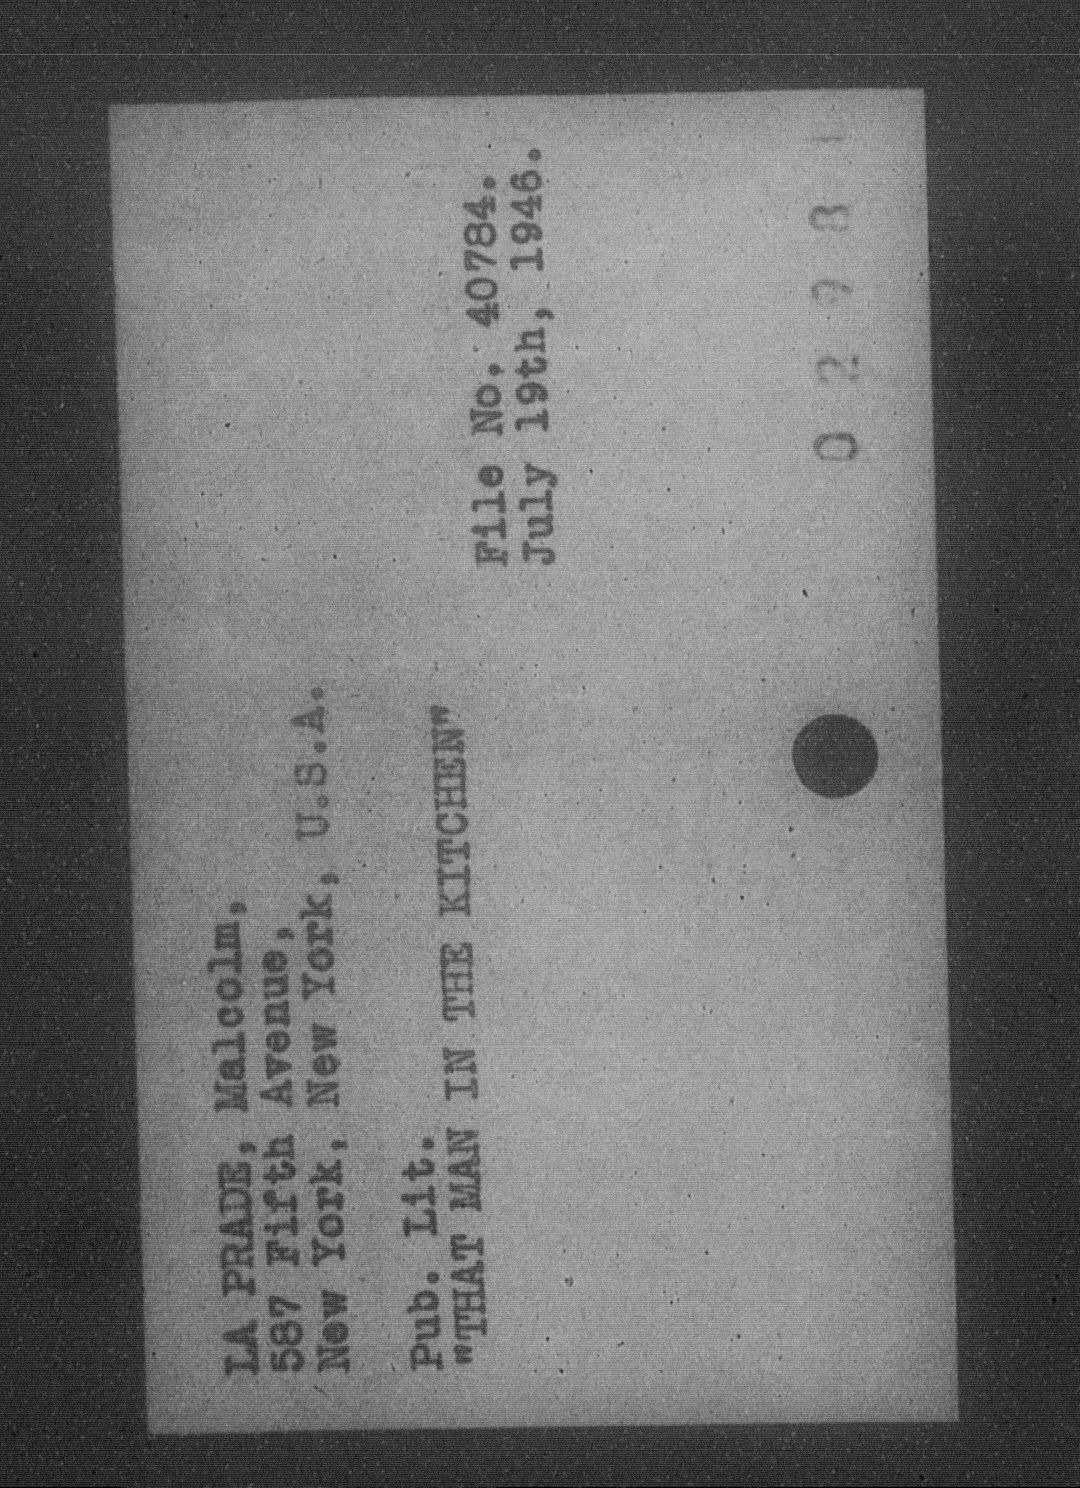 LA PRADE, Malcolm,
587 Fifth Avenue,
New York, New York, U.S.A.
Pub. Lit.
"THAT MAN IN THE KITCHEN"
File No. 40784.
July 19th, 1946.